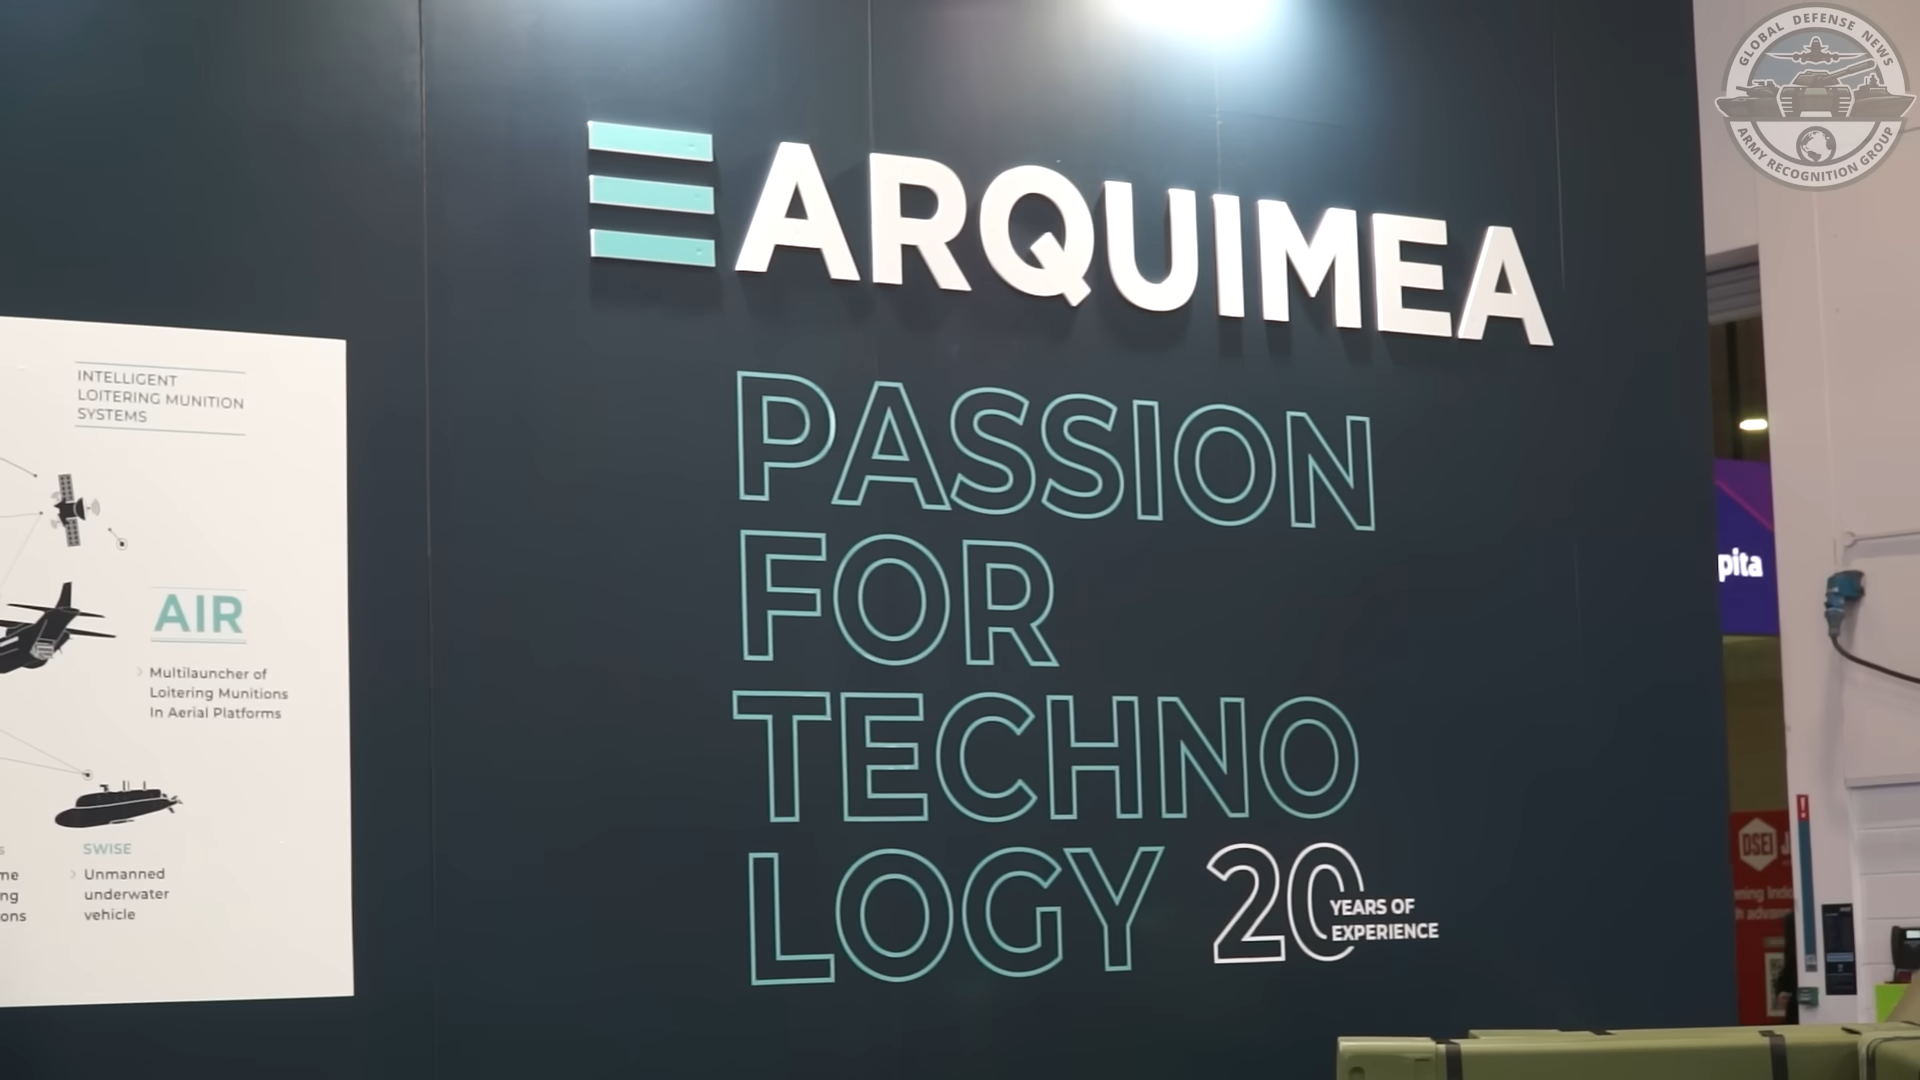 GLOBAL DEFENSE NEWS
ARMY RECOGNITION GROUP
ARQUIMEA
PASSION
FOR
TECHNO
LOGY
20
YEARS OF
EXPERIENCE
INTELLIGENT
LOITERING MUNITION
SYSTEMS
AIR
Multilauncher of
Loitering Munitions
In Aerial Platforms
SWISE
Unmanned
underwater
vehicle
pita
DSEI